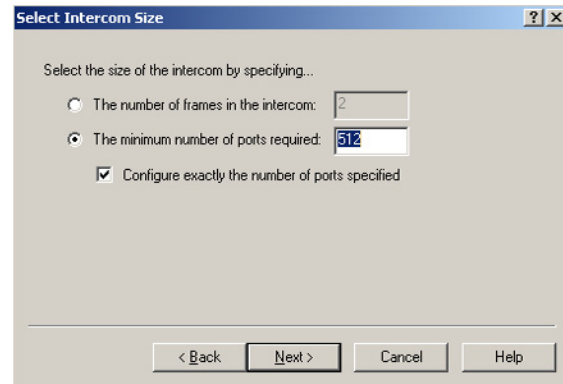 Select Intercom Size
Select the size of the intercom by specifying...
The number of frames in the intercom: 2
The minimum number of ports required: 512
Configure exactly the number of ports specified
< Back Next > Cancel Help